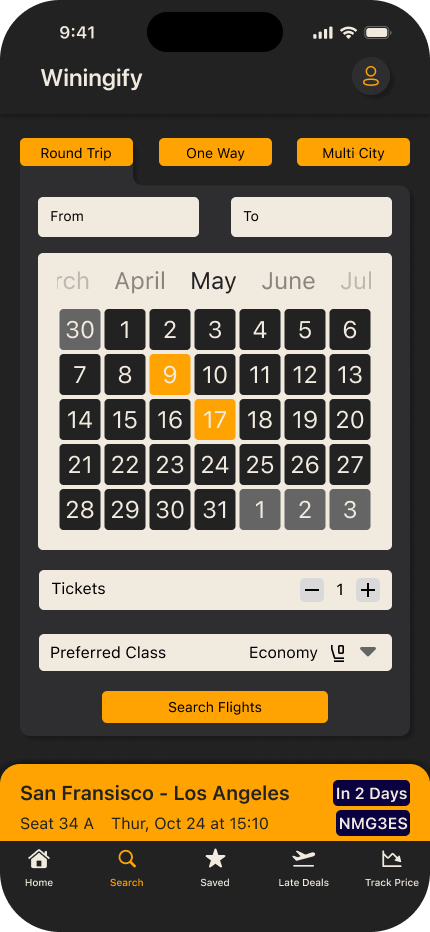 9:41
Winingify
Round Trip One Way Multi City
From To
rch April May June Jul
30 1 2 3 4 5 6
7 8 9 10 11 12 13
14 15 16 17 18 19 20
21 22 23 24 25 26 27
28 29 30 31 1 2 3
Tickets 1
Preferred Class Economy
Search Flights
San Fransisco - Los Angeles In 2 Days
Seat 34 A Thur, Oct 24 at 15:10 NMG3ES
Home Search Saved Late Deals Track Price